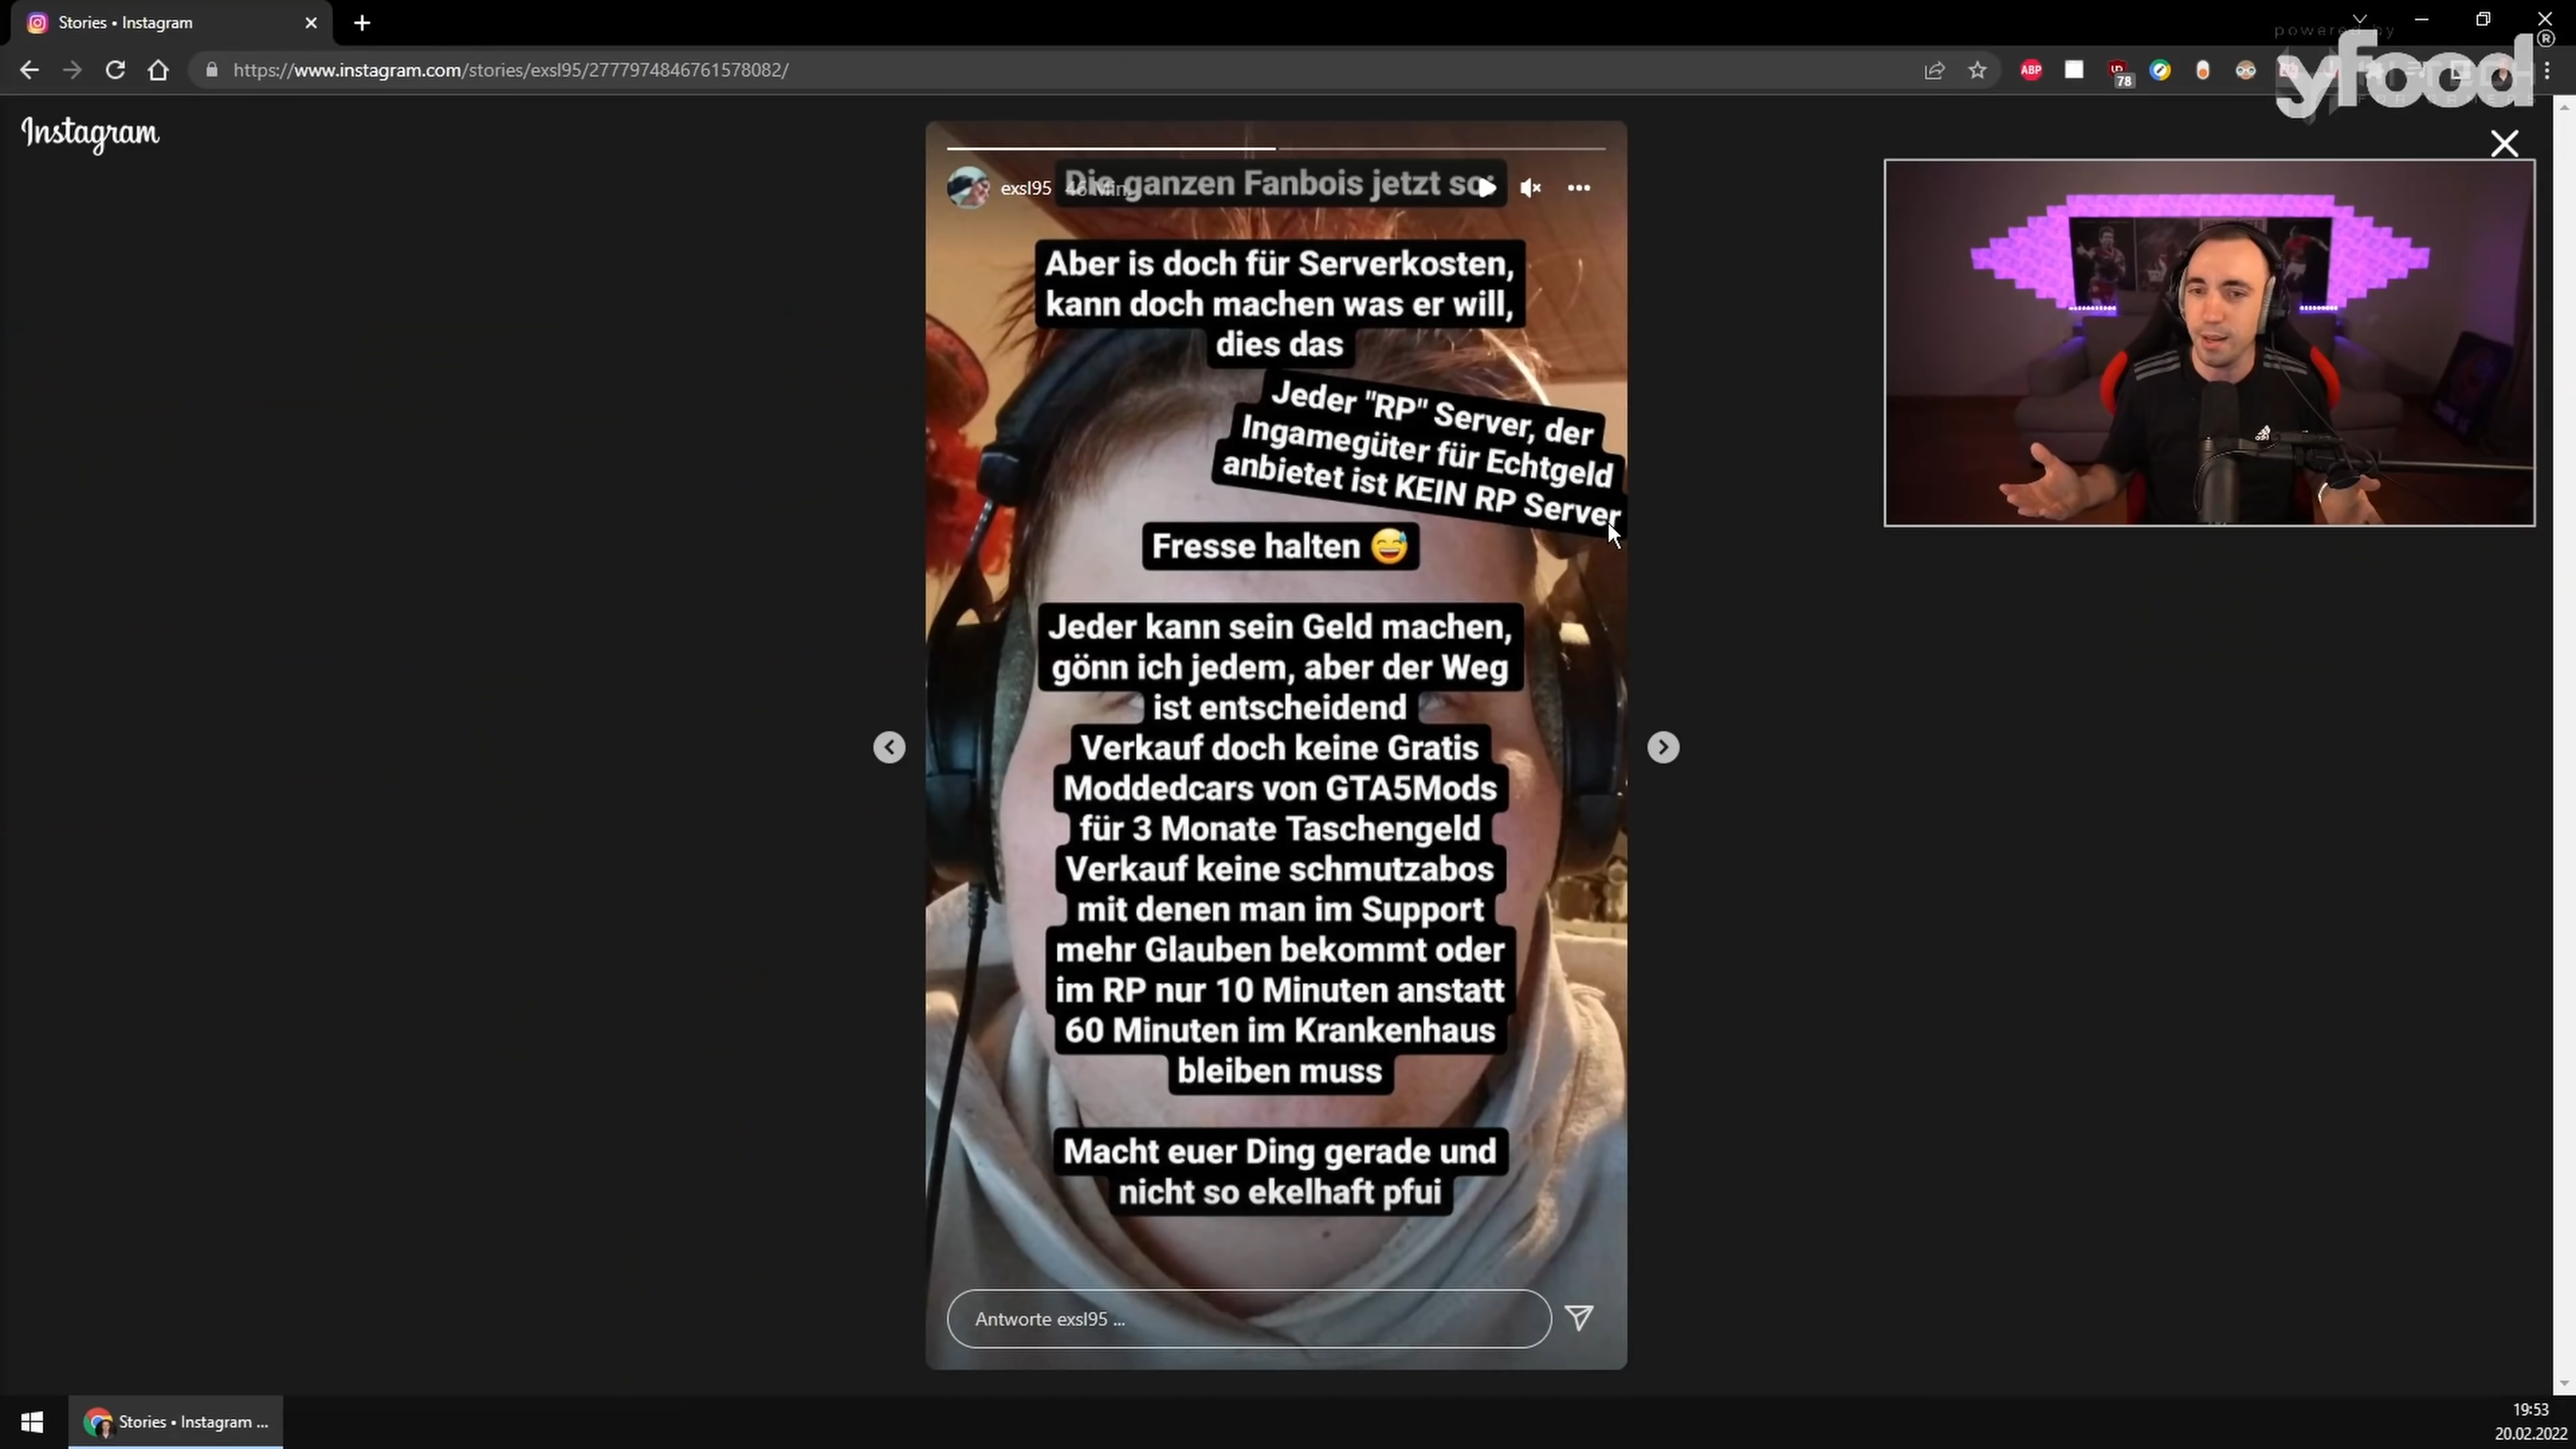 Stories • Instagram
powered by
yfood
https://www.instagram.com/stories/exsl95/2777974846761578082/
ABP
78
Instagram
exsl95
Die ganzen Fanbois jetzt so:
Aber is doch für Serverkosten,
kann doch machen was er will,
dies das
Jeder "RP" Server, der
Ingamegüter für Echtgeld
anbietet ist KEIN RP Server
Fresse halten 😅
Jeder kann sein Geld machen,
gönn ich jedem, aber der Weg
ist entscheidend
Verkauf doch keine Gratis
Moddedcars von GTA5Mods
für 3 Monate Taschengeld
Verkauf keine schmutzabos
mit denen man im Support
mehr Glauben bekommt oder
im RP nur 10 Minuten anstatt
60 Minuten im Krankenhaus
bleiben muss
Macht euer Ding gerade und
nicht so ekelhaft pfui
Antworte exsl95 ...
Stories • Instagram ...
19:53
20.02.2022